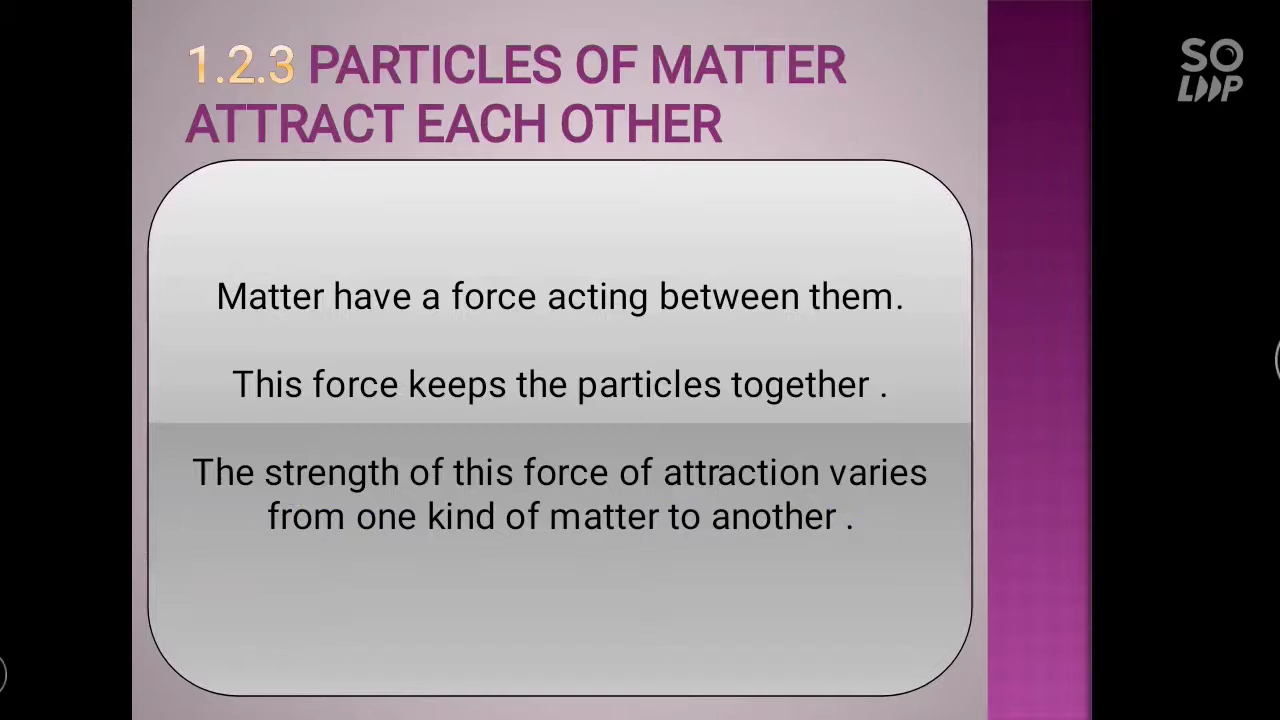 1.2.3 PARTICLES OF MATTER
ATTRACT EACH OTHER
Matter have a force acting between them.
This force keeps the particles together .
The strength of this force of attraction varies
from one kind of matter to another .
SO
LOOP